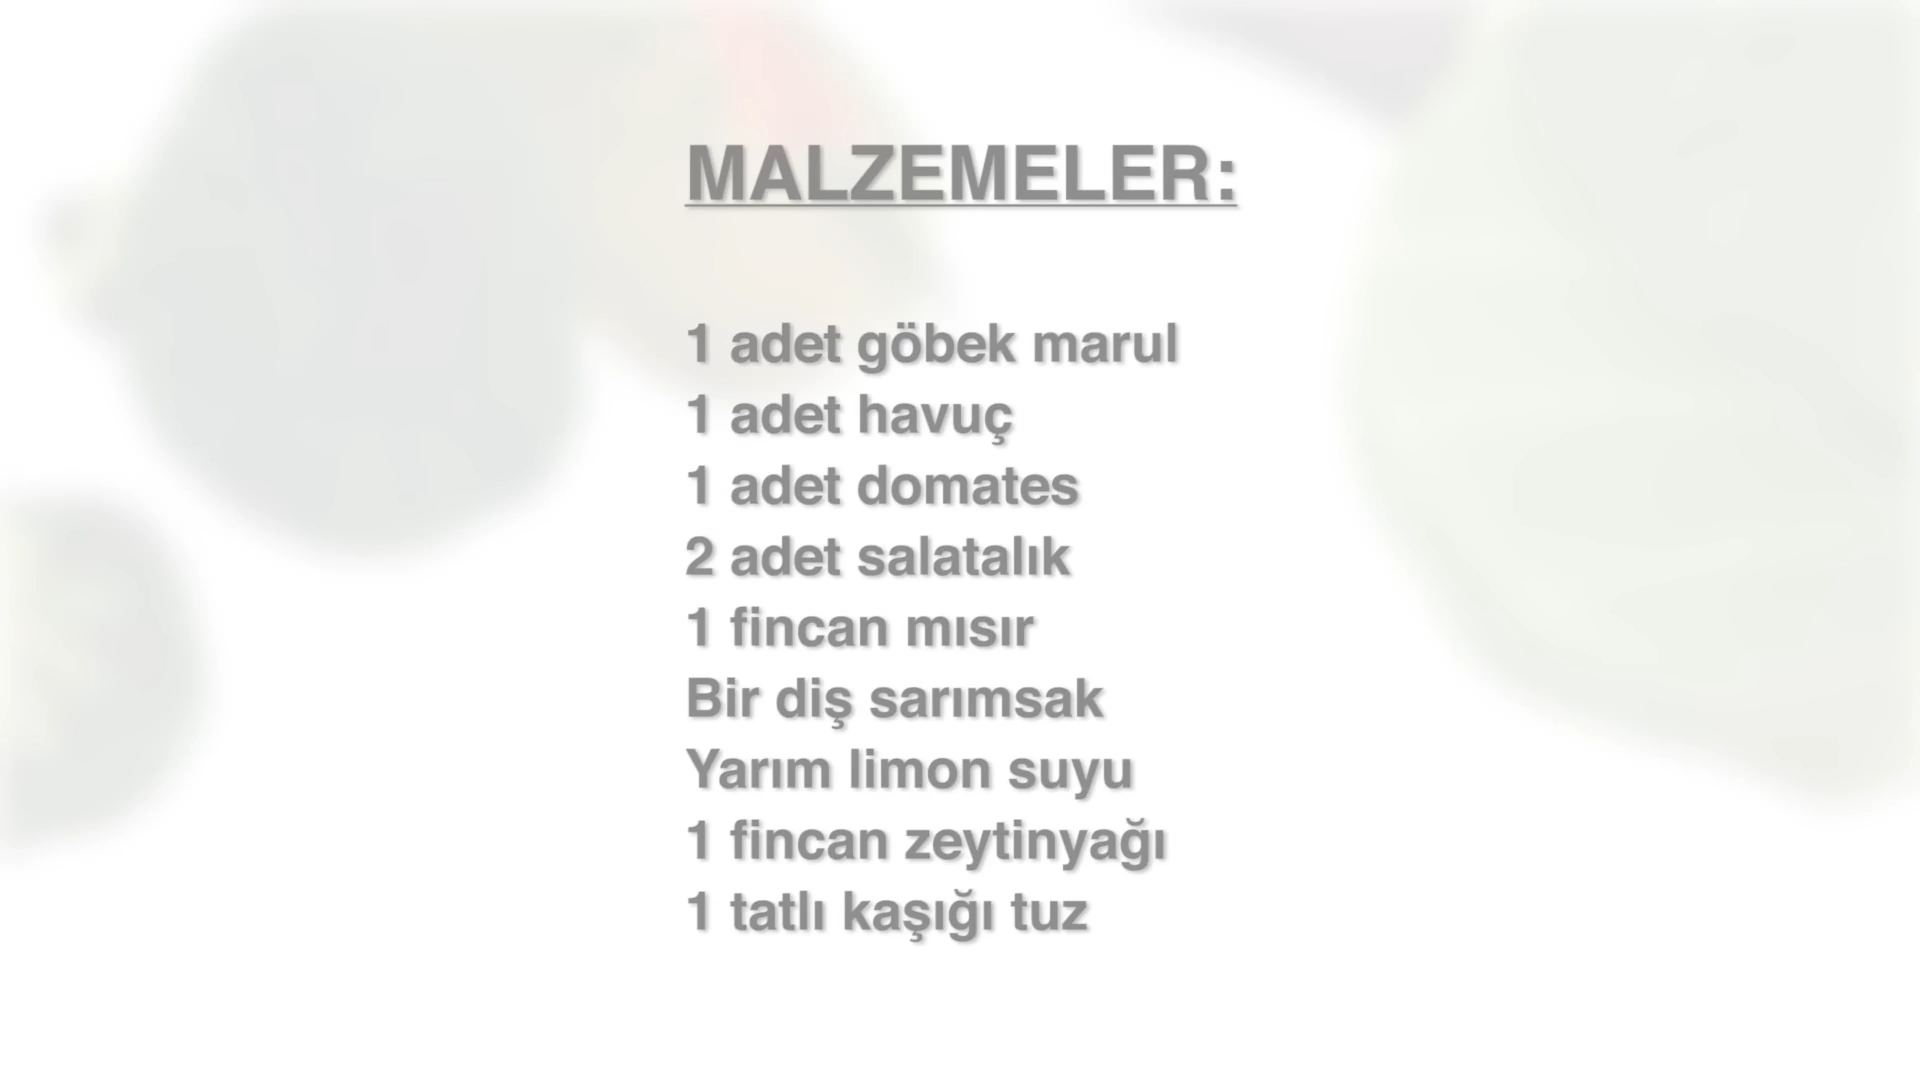 MALZEMELER:
1 adet göbek marul
1 adet havuç
1 adet domates
2 adet salatalık
1 fincan mısır
Bir diş sarımsak
Yarım limon suyu
1 fincan zeytinyağı
1 tatlı kaşığı tuz